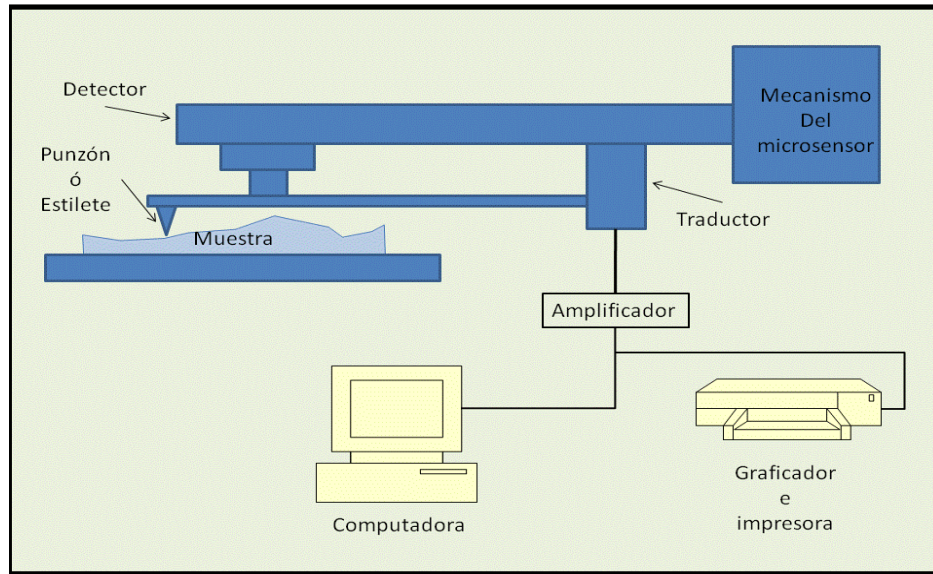 Detector
Mecanismo
Del
microsensor
Punzón
ó
Estilete
Traductor
Muestra
Amplificador
Computadora
Graficador
e
impresora